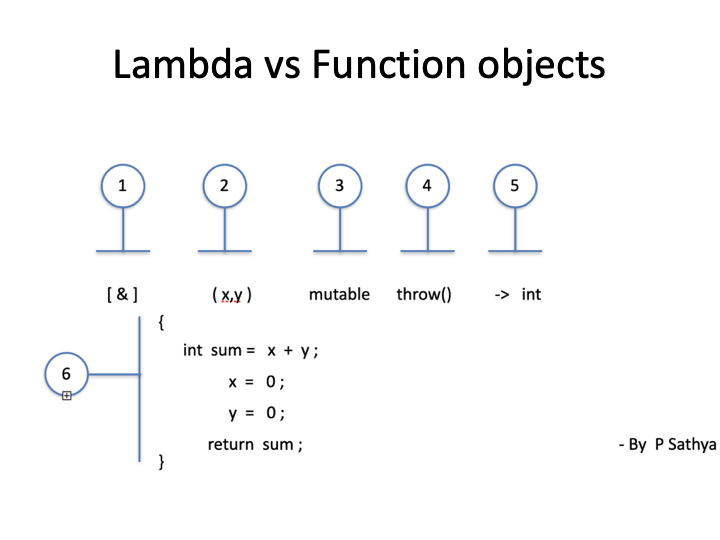 Lambda vs Function objects
1 2 3 4 5
[ & ] ( x,y ) mutable throw() -> int
{
int sum = x + y ;
6
x = 0 ;
y = 0 ;
return sum ;
- By P Sathya
}